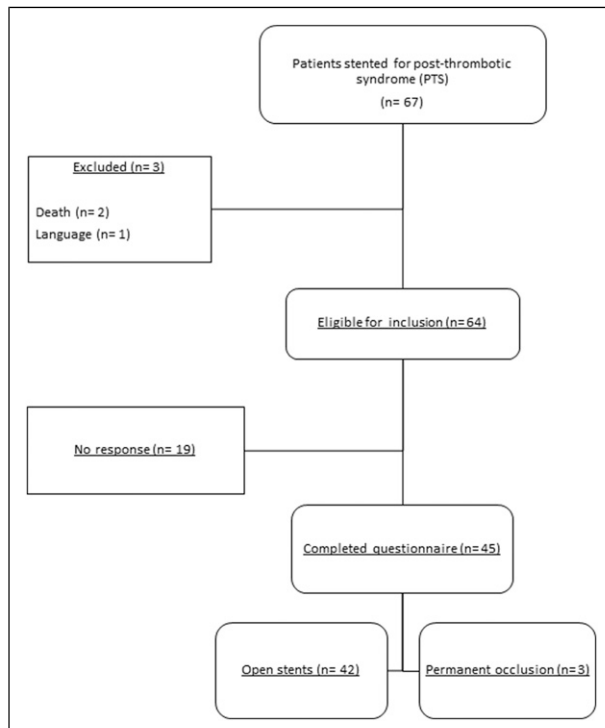 Patients stented for post-thrombotic
syndrome (PTS)
(n= 67)
Excluded (n= 3)
Death (n= 2)
Language (n= 1)
Eligible for inclusion (n=64)
No response (n= 19)
Completed questionnaire (n=45)
Open stents (n= 42)
Permanent occlusion (n=3)